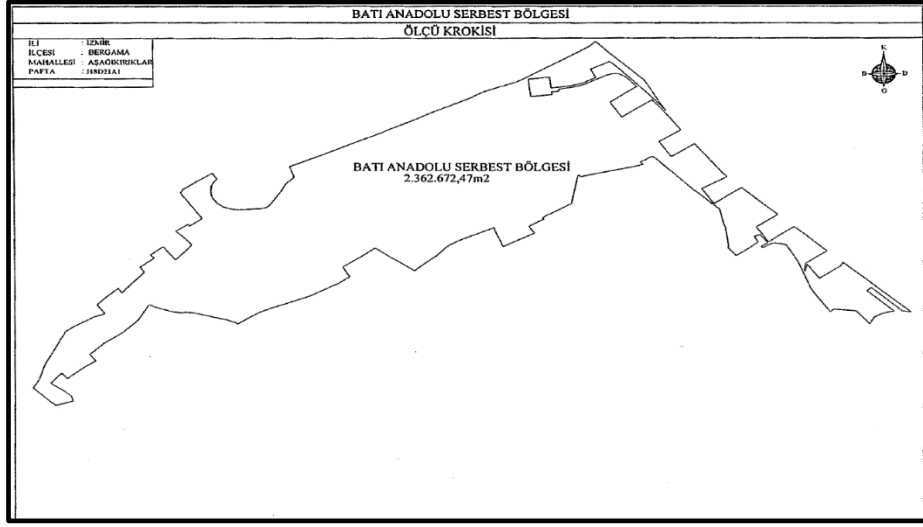 BATI ANADOLU SERBEST BÖLGESİ
ÖLÇÜ KROKİSİ
İLİ : İZMİR
İLÇESİ : BERGAMA
MAHALLESİ : AŞAĞIKIRIKLAR
PAFTA : J18D21A1
K
B D
G
BATI ANADOLU SERBEST BÖLGESİ
2.362.672,47m2